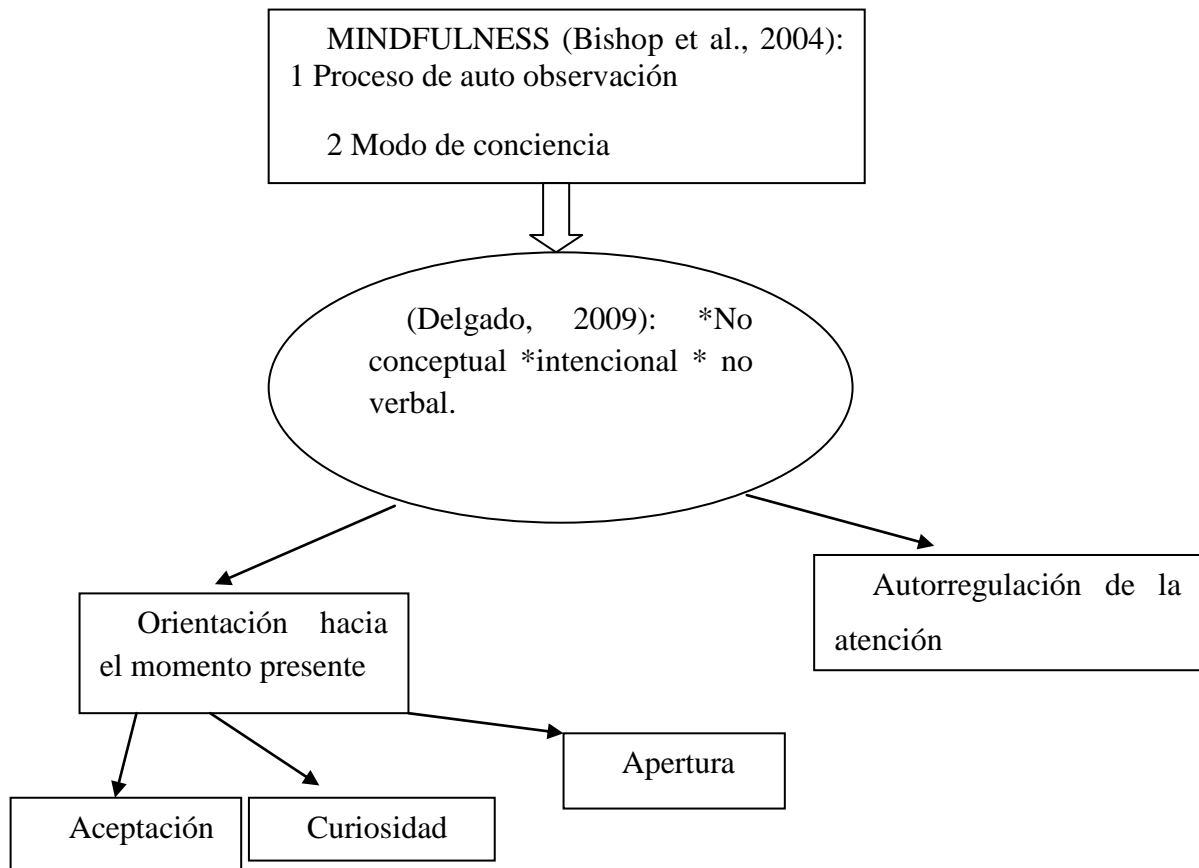 MINDFULNESS (Bishop et al., 2004):
1 Proceso de auto observación
2 Modo de conciencia
(Delgado, 2009): *No
conceptual *intencional * no
verbal.
Orientación hacia
el momento presente
Autorregulación de la
atención
Apertura
Aceptación
Curiosidad